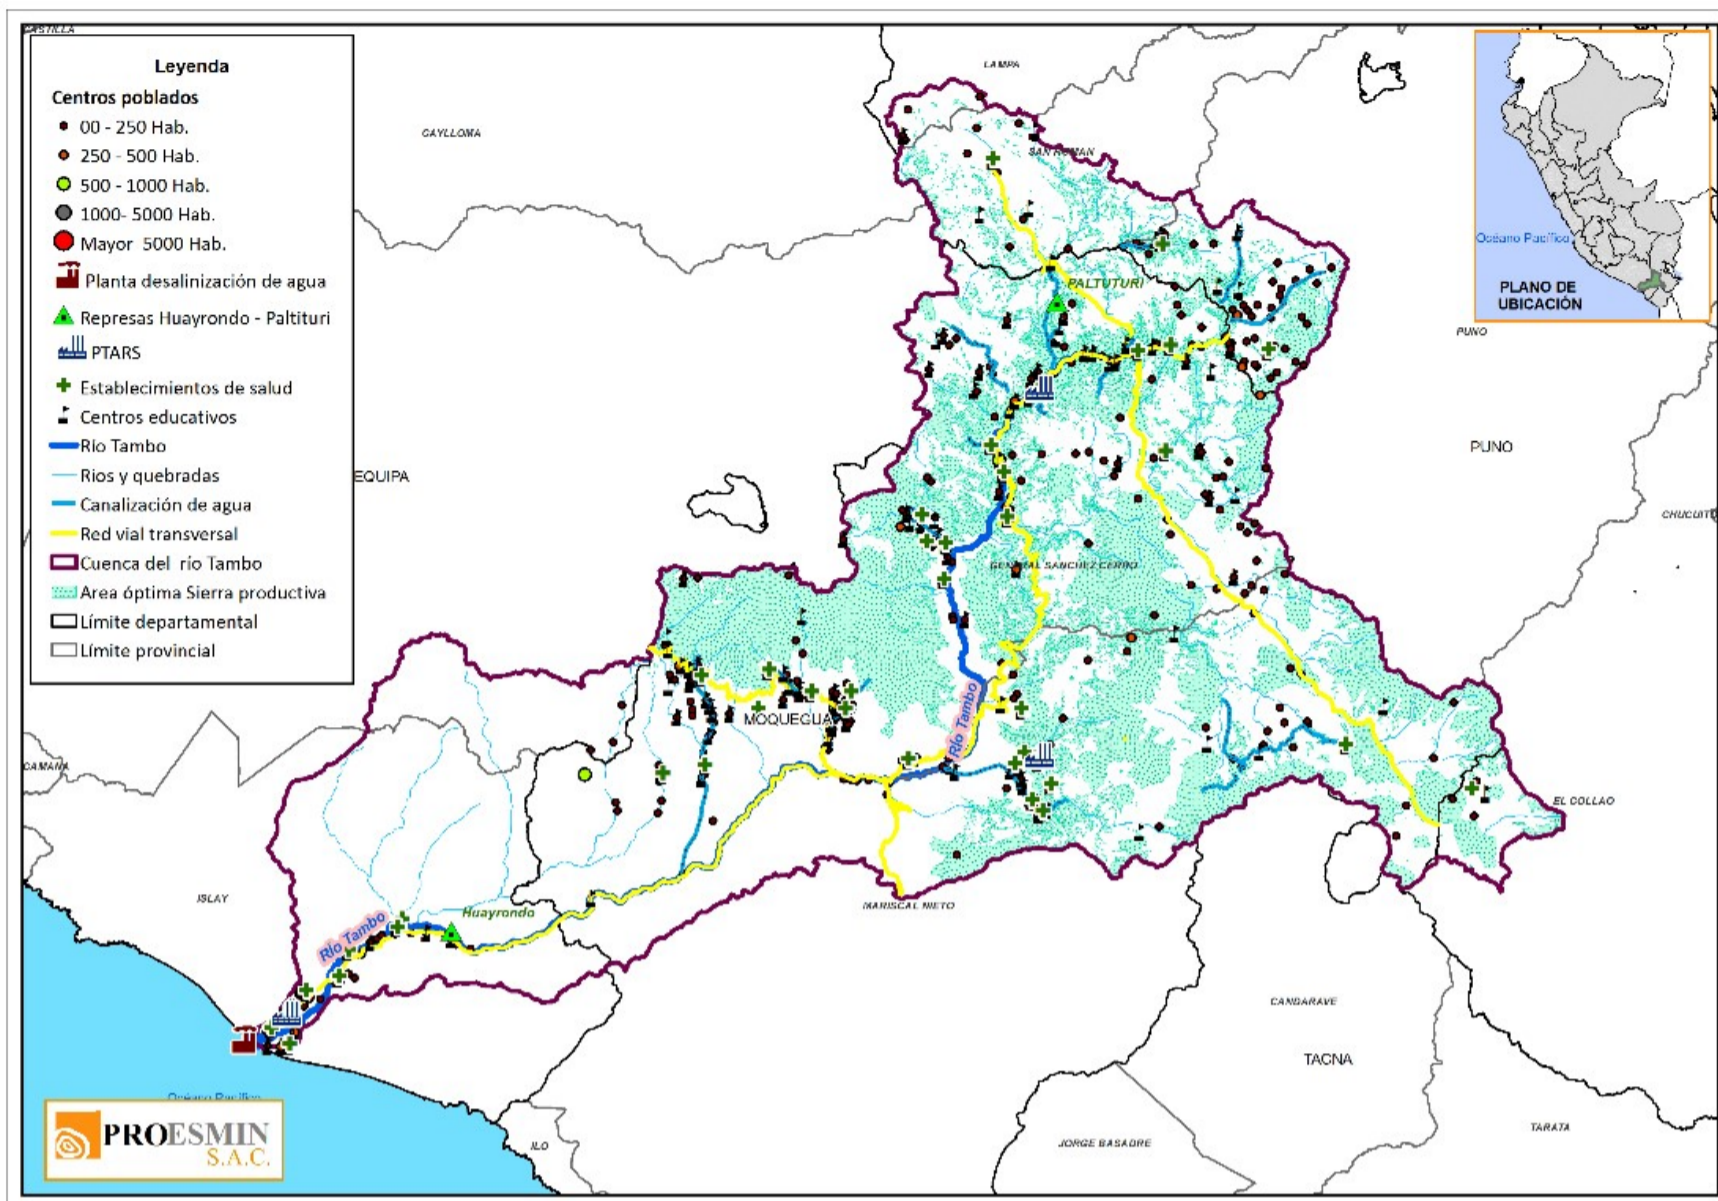 CASTILLA
Leyenda
Centros poblados
00 - 250 Hab.
250 - 500 Hab.
500 - 1000 Hab.
1000- 5000 Hab.
Mayor 5000 Hab.
Planta desalinización de agua
Represas Huayrondo - Paltituri
PTARS
Establecimientos de salud
Centros educativos
Río Tambo
Rios y quebradas
Canalización de agua
Red vial transversal
Cuenca del río Tambo
Area óptima Sierra productiva
Límite departamental
Límite provincial
LAMPA
CAYLLOMA
SAN ROMAN
Océano Pacífico
PLANO DE
UBICACIÓN
PALTUTURI
PUNO
PUNO
EQUIPA
CHUCUITO
GENERAL SANCHEZ CERRO
Río Tambo
MOQUEGUA
CAMANA
EL COLLAO
ISLAY
MARISCAL NIETO
Huayrondo
Río Tambo
CANDARAVE
TACNA
Océano Pacífico
PROESMIN
S.A.C.
ILO
JORGE BASADRE
TARATA